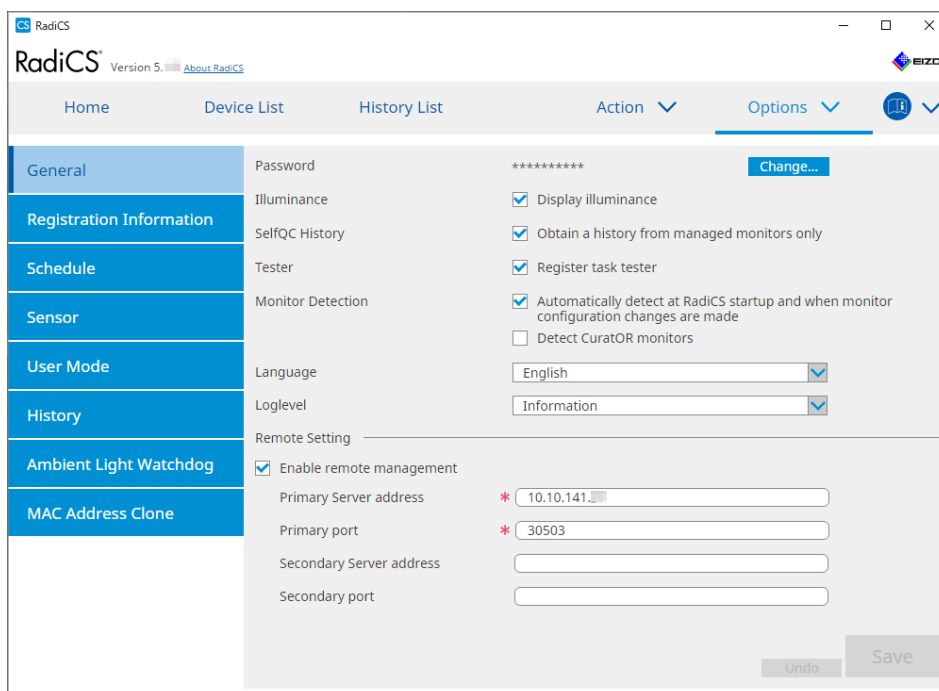 CS RadiCS
RadiCS® Version 5. About RadiCS
EIZO
Home Device List History List Action Options
General
Registration Information
Schedule
Sensor
User Mode
History
Ambient Light Watchdog
MAC Address Clone
Password ********** Change...
Illuminance Display illuminance
SelfQC History Obtain a history from managed monitors only
Tester Register task tester
Monitor Detection Automatically detect at RadiCS startup and when monitor
configuration changes are made
Detect CuratOR monitors
Language English
Loglevel Information
Remote Setting
Enable remote management
Primary Server address * 10.10.141.
Primary port * 30503
Secondary Server address
Secondary port
Undo Save